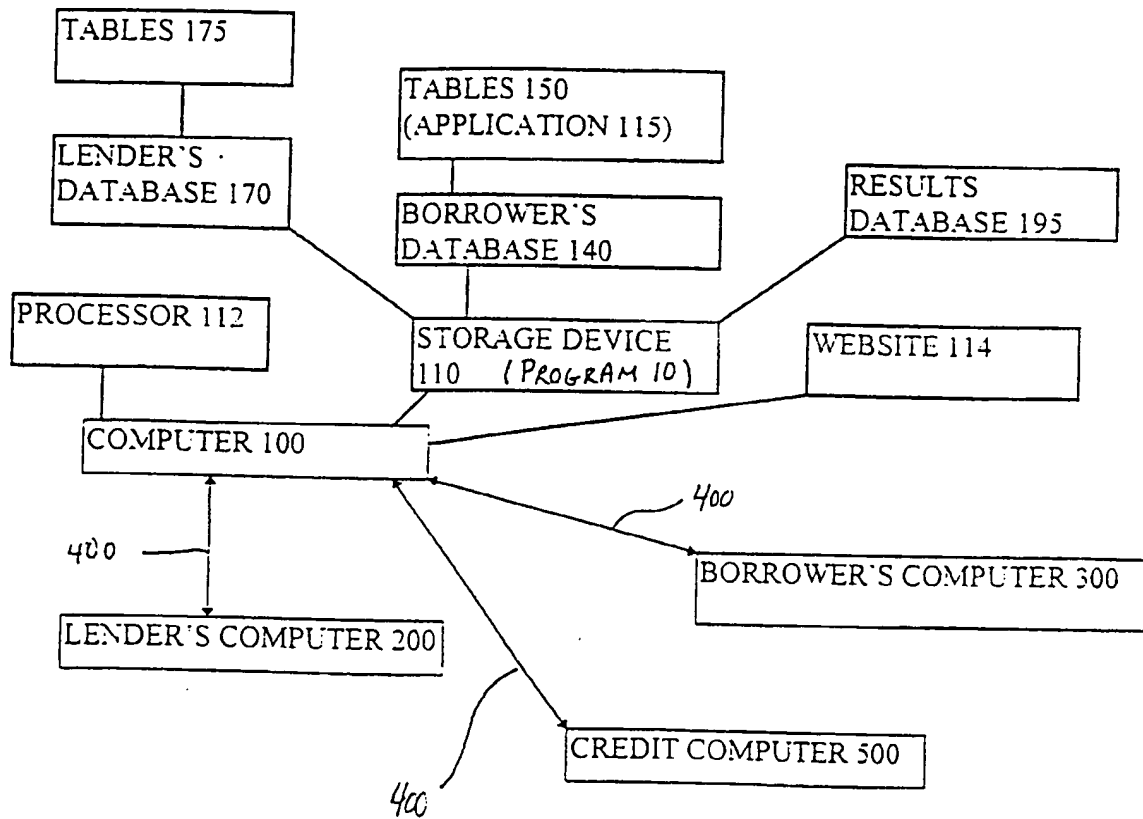 TABLES 175
TABLES 150
(APPLICATION 115)
LENDER'S
DATABASE 170
BORROWER'S
DATABASE 140
RESULTS
DATABASE 195
PROCESSOR 112
STORAGE DEVICE
110 (PROGRAM 10)
WEBSITE 114
COMPUTER 100
400
400
BORROWER'S COMPUTER 300
LENDER'S COMPUTER 200
CREDIT COMPUTER 500
400